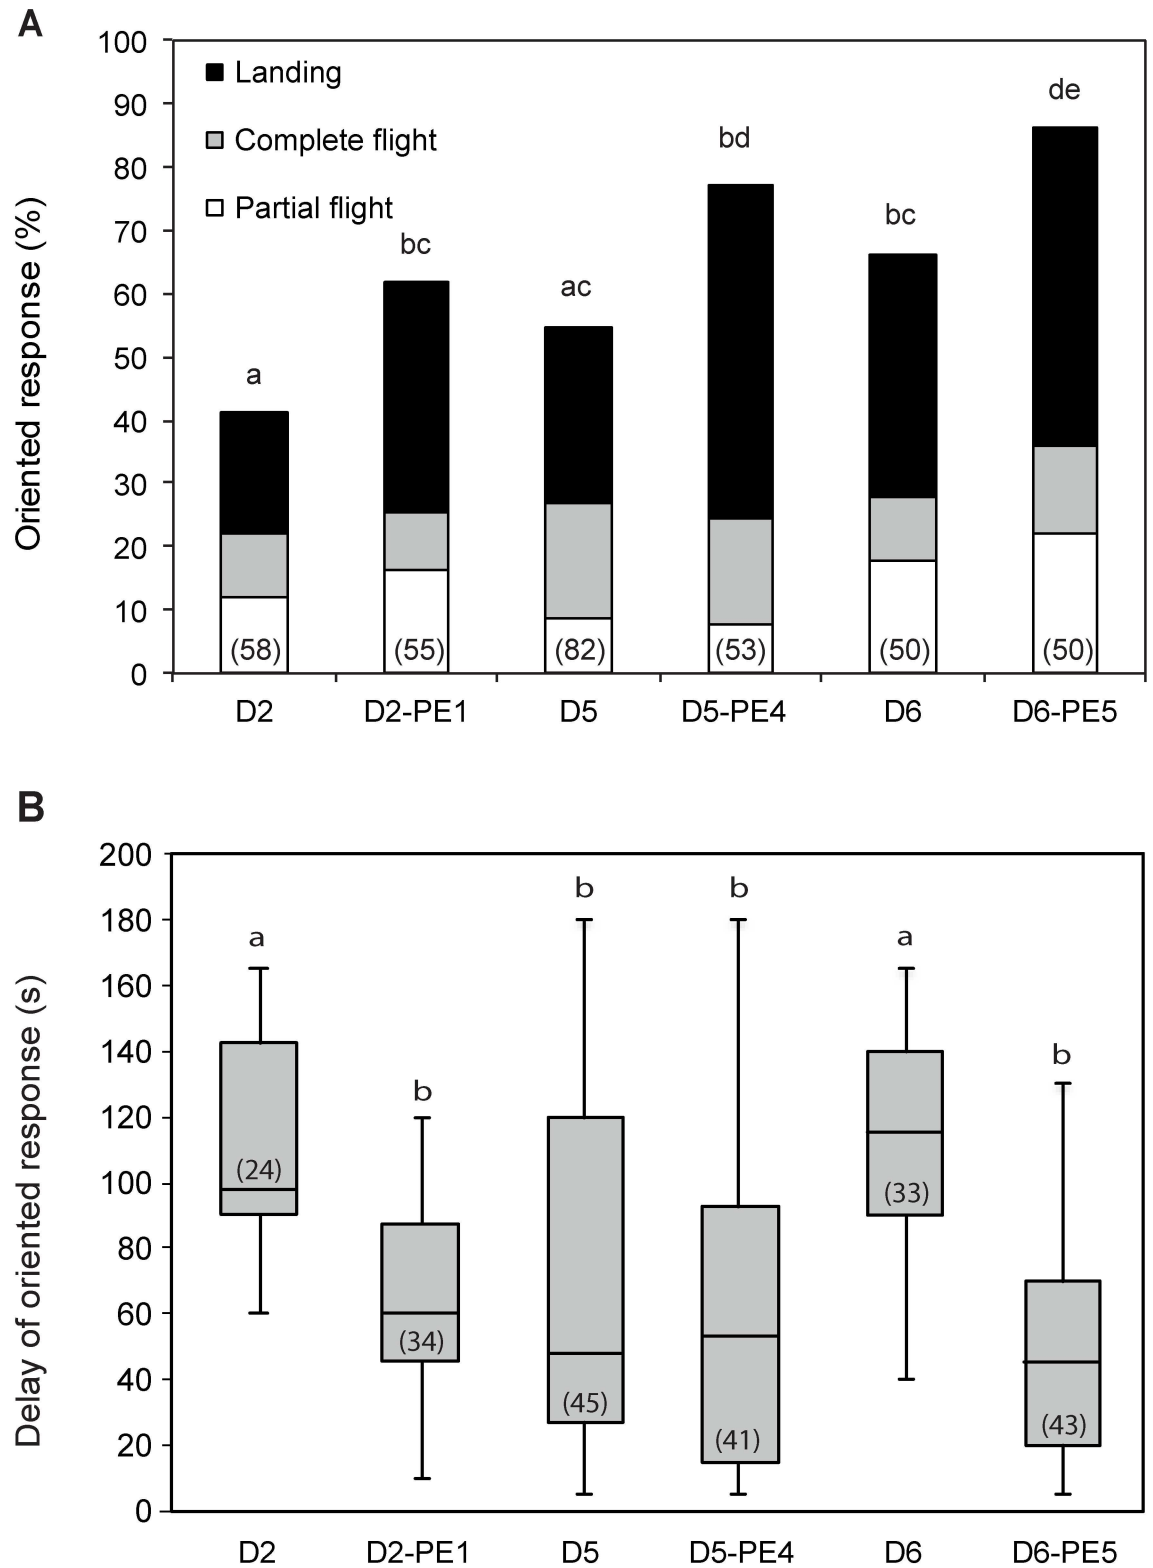 A
Oriented response (%)
100
90
80
70
60
50
40
30
20
10
0
Landing
Complete flight
Partial flight
a
bc
ac
bd
bc
de
(58)
(55)
(82)
(53)
(50)
(50)
D2
D2-PE1
D5
D5-PE4
D6
D6-PE5
B
Delay of oriented response (s)
200
180
160
140
120
100
80
60
40
20
0
a
b
b
b
a
b
(24)
(34)
(45)
(41)
(33)
(43)
D2
D2-PE1
D5
D5-PE4
D6
D6-PE5